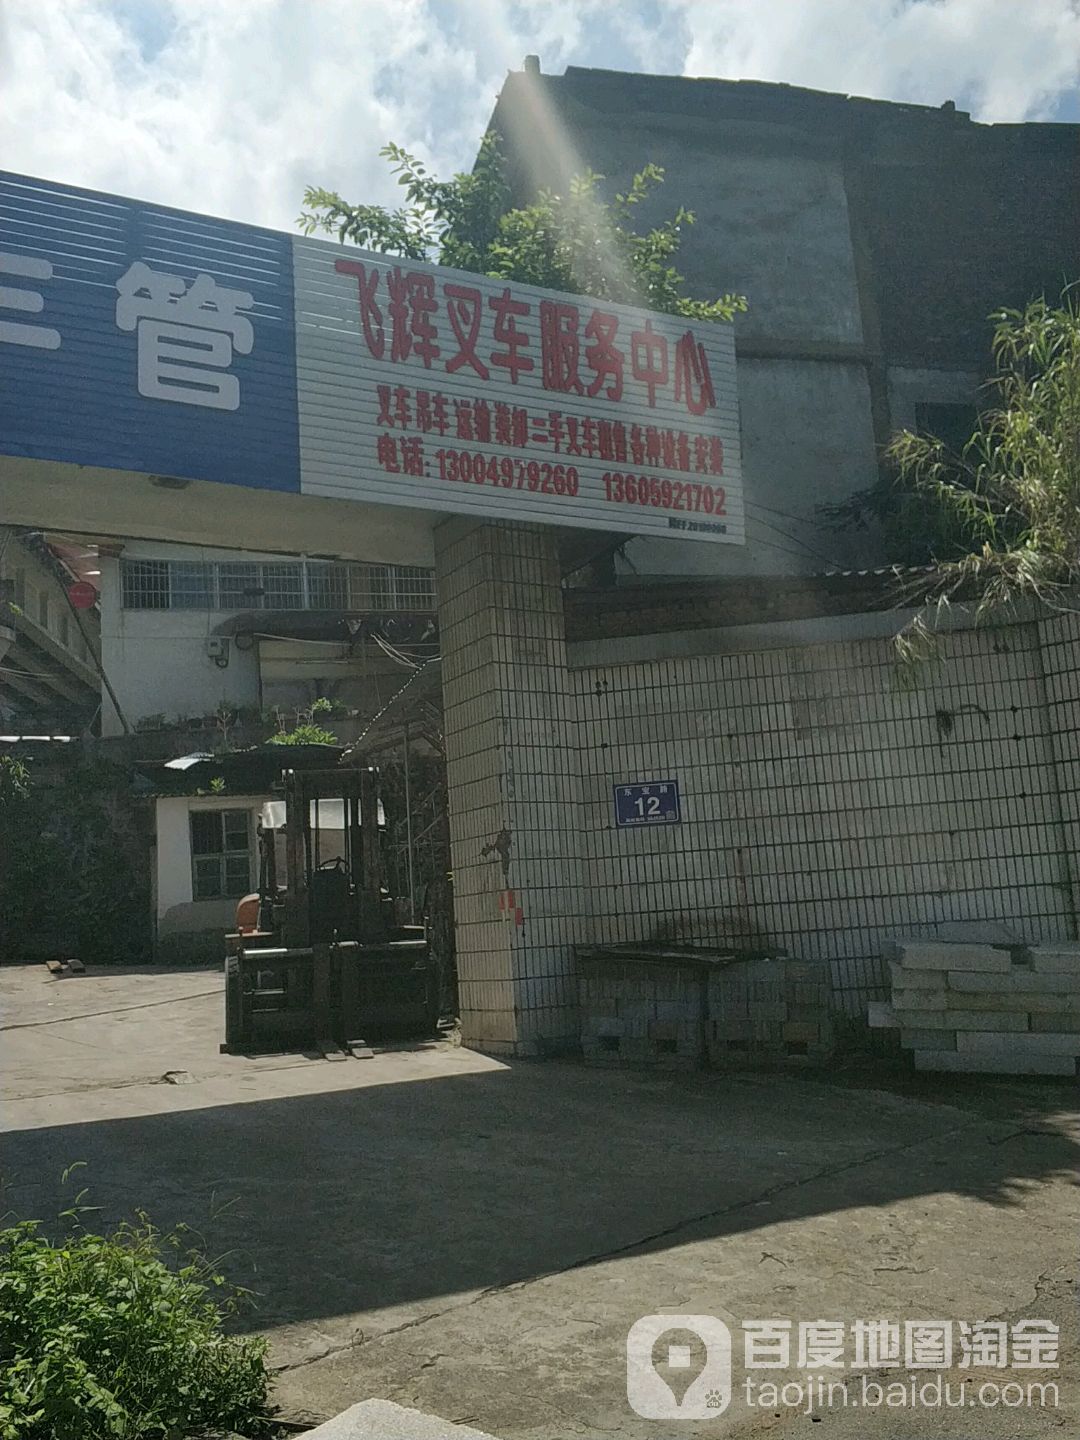 管
飞辉叉车服务中心
叉车吊车运输装卸二手叉车租售各种设备安装
电话:13004979260 13605921702
东宝路
12
百度地图淘金
taojin.baidu.com